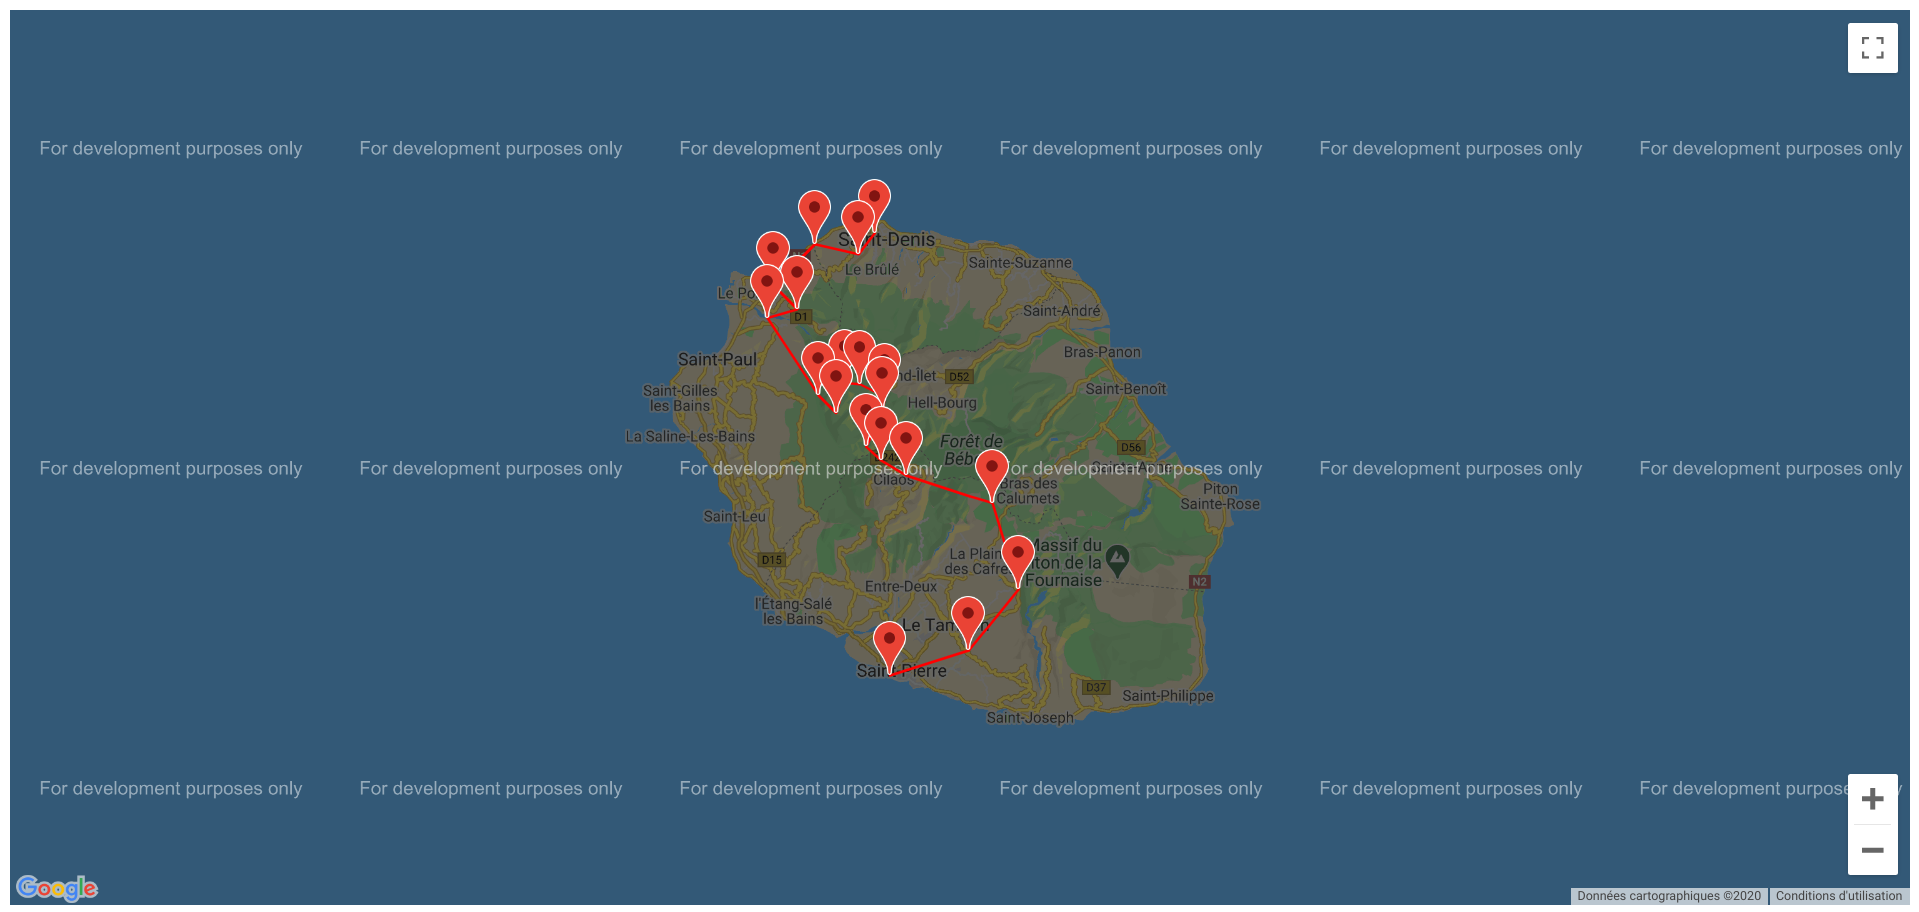 For development purposes only
For development purposes only
For development purposes only
For development purposes only
For development purposes only
For development purposes only
Saint-Denis
Sainte-Suzanne
Le Brûlé
Le Po
Saint-André
D1
Bras-Panon
Saint-Paul
D52
Saint-Benoît
Saint-Gilles
les Bains
Hell-Bourg
La Saline-Les-Bains
Forêt de
D56
For development purposes only
For development purposes only
For development purposes only
For development purposes only
For development purposes only
For development purposes only
Cilaos
Bras des
Calumets
Piton
Sainte-Rose
Saint-Leu
Massif du
Piton de la
Fournaise
La Plaine
des Cafres
D15
N2
Entre-Deux
l'Étang-Salé
les Bains
Le Tampon
Saint-Pierre
D37
Saint-Philippe
Saint-Joseph
For development purposes only
For development purposes only
For development purposes only
For development purposes only
For development purposes only
For development purpose
Google
Données cartographiques ©2020
Conditions d'utilisation